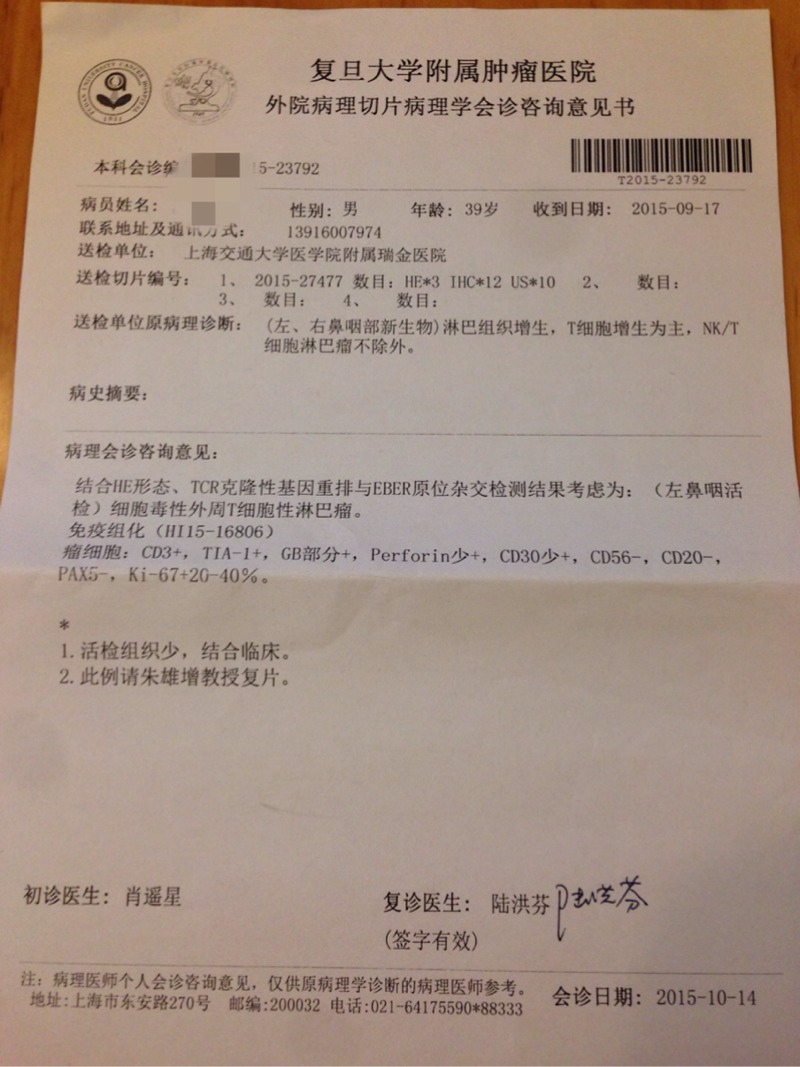 复旦大学附属肿瘤医院
外院病理切片病理学会诊咨询意见书
本科会诊编 5-23792
T2015-23792
病员姓名: 性别: 男 年龄: 39岁 收到日期: 2015-09-17
联系地址及通讯方式: 13916007974
送检单位: 上海交通大学医学院附属瑞金医院
送检切片编号: 1、 2015-27477 数目: HE*3 IHC*12 US*10 2、 数目:
3、 数目: 4、 数目:
送检单位原病理诊断: (左、右鼻咽部新生物)淋巴组织增生, T细胞增生为主, NK/T
细胞淋巴瘤不除外。
病史摘要:
病理会诊咨询意见:
结合HE形态、TCR克隆性基因重排与EBER原位杂交检测结果考虑为: (左鼻咽活
检) 细胞毒性外周T细胞性淋巴瘤。
免疫组化 (HI15-16806)
瘤细胞: CD3+, TIA-1+, GB部分+, Perforin少+, CD30少+, CD56-, CD20-,
PAX5-, Ki-67+20-40%。
*
1.活检组织少, 结合临床。
2.此例请朱雄增教授复片。
初诊医生: 肖遥星 复诊医生: 陆洪芬 陆洪芬
(签字有效)
注: 病理医师个人会诊咨询意见, 仅供原病理学诊断的病理医师参考。
地址:上海市东安路270号 邮编:200032 电话:021-64175590*88333 会诊日期: 2015-10-14